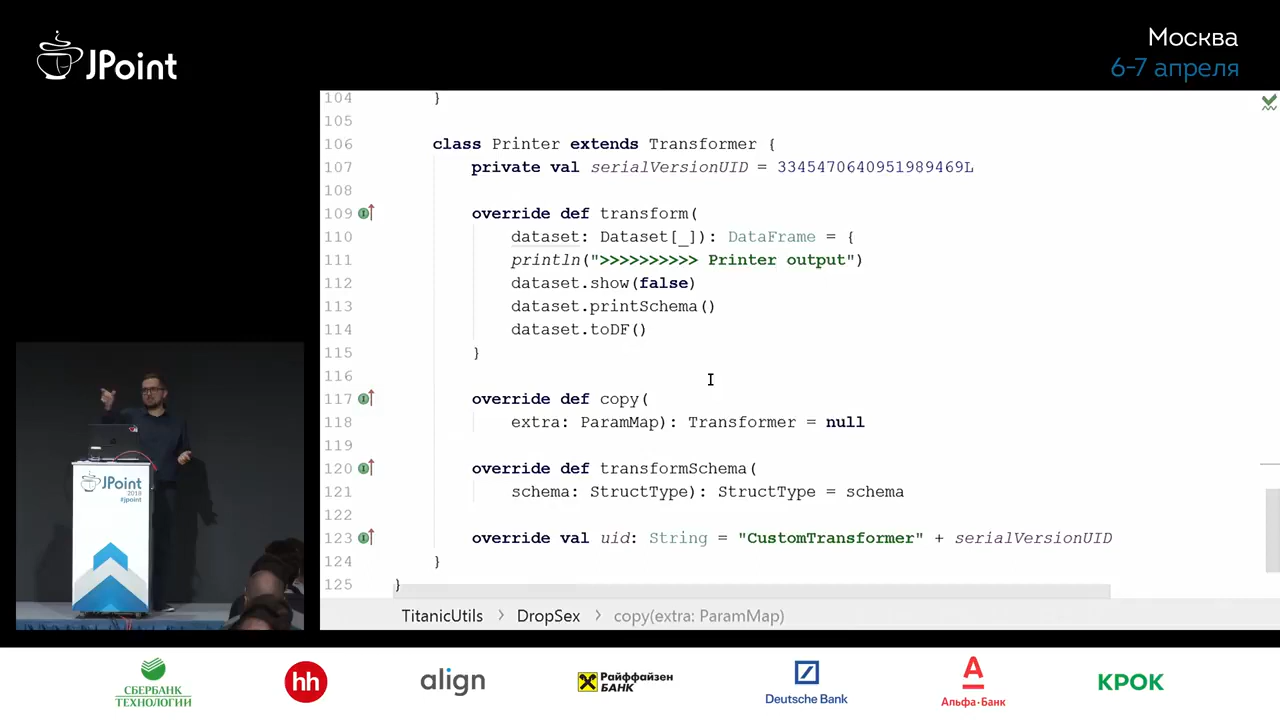 JPoint
Москва
6-7 апреля
104 }
105
106 class Printer extends Transformer {
107 private val serialVersionUID = 3345470640951989469L
108
109 override def transform(
110 dataset: Dataset[_]): DataFrame = {
111 println(">>>>>>>>>> Printer output")
112 dataset.show(false)
113 dataset.printSchema()
114 dataset.toDF()
115 }
116
117 override def copy(
118 extra: ParamMap): Transformer = null
119
120 override def transformSchema(
121 schema: StructType): StructType = schema
122
123 override val uid: String = "CustomTransformer" + serialVersionUID
124 }
125 }
TitanicUtils > DropSex > copy(extra: ParamMap)
JPoint
2018
#jpoint
СБЕРБАНК
ТЕХНОЛОГИИ
hh
align
Райффайзен
БАНК
Deutsche Bank
А
Альфа·Банк
КРОК